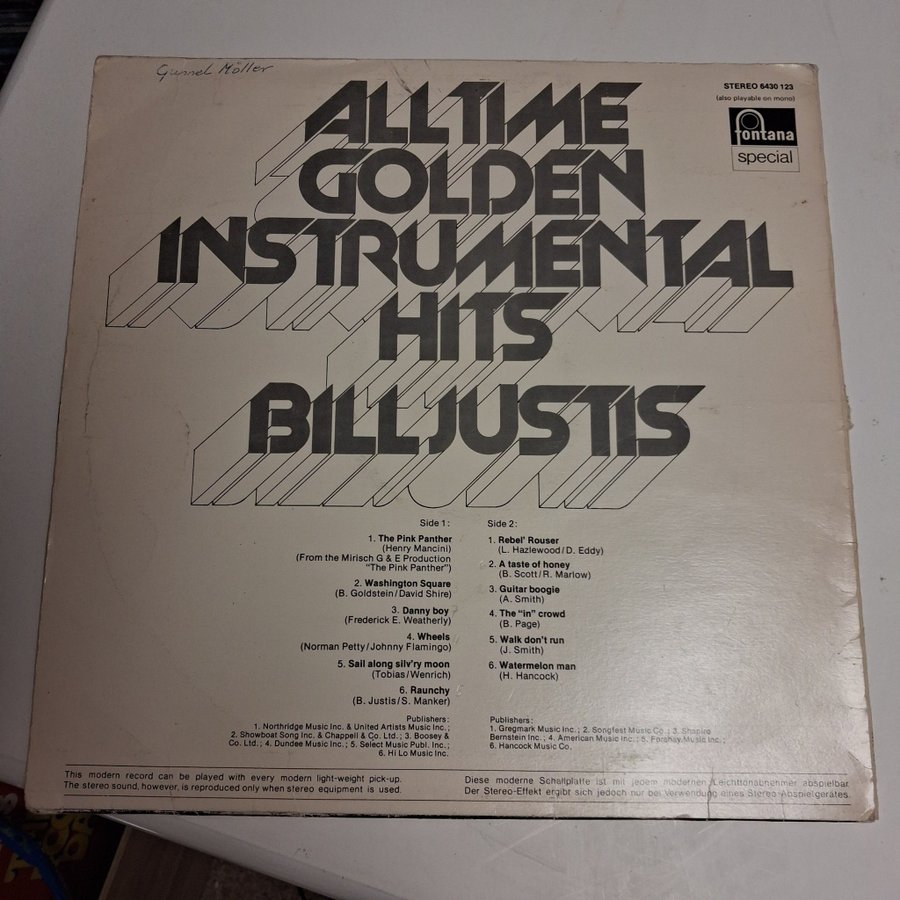 Gunnel Möller
STEREO 6430 123
(also playable on mono)
fontana
special
ALL TIME
GOLDEN
INSTRUMENTAL
HITS
BILL JUSTIS
Side 1:
1. The Pink Panther
(Henry Mancini)
(From the Mirisch G & E Production
"The Pink Panther")
2. Washington Square
(B. Goldstein/David Shire)
3. Danny boy
(Frederick E. Weatherly)
4. Wheels
(Norman Petty/Johnny Flamingo)
5. Sail along silv'ry moon
(Tobias/Wenrich)
6. Raunchy
(B. Justis/S. Manker)
Publishers:
1. Northridge Music Inc. & United Artists Music Inc.;
2. Showboat Song Inc. & Chappell & Co. Ltd.; 3. Boosey &
Co. Ltd.; 4. Dundee Music Inc.; 5. Select Music Publ. Inc.;
6. Hi Lo Music Inc.
Side 2:
1. Rebel' Rouser
(L. Hazlewood/D. Eddy)
2. A taste of honey
(B. Scott/R. Marlow)
3. Guitar boogie
(A. Smith)
4. The "in" crowd
(B. Page)
5. Walk don't run
(J. Smith)
6. Watermelon man
(H. Hancock)
Publishers:
1. Gregmark Music Inc.; 2. Songfest Music Co.; 3. Shapiro
Bernstein Inc.; 4. American Music Inc.; 5. Forshay Music Inc.;
6. Hancock Music Co.
This modern record can be played with every modern light-weight pick-up.
The stereo sound, however, is reproduced only when stereo equipment is used.
Diese moderne Schallplatte ist mit jedem modernen Leichttonabnehmer abspielbar.
Der Stereo-Effekt ergibt sich jedoch nur bei Verwendung eines Stereo-Abspielgerätes.